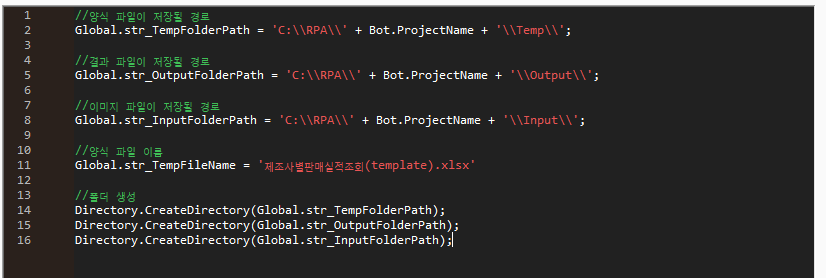 1 //양식 파일이 저장될 경로
2 Global.str_TempFolderPath = 'C:\\RPA\\' + Bot.ProjectName + '\\Temp\\';
3
4 //결과 파일이 저장될 경로
5 Global.str_OutputFolderPath = 'C:\\RPA\\' + Bot.ProjectName + '\\Output\\';
6
7 //이미지 파일이 저장될 경로
8 Global.str_InputFolderPath = 'C:\\RPA\\' + Bot.ProjectName + '\\Input\\';
9
10 //양식 파일 이름
11 Global.str_TempFileName = '제조사별판매실적조회(template).xlsx'
12
13 //폴더 생성
14 Directory.CreateDirectory(Global.str_TempFolderPath);
15 Directory.CreateDirectory(Global.str_OutputFolderPath);
16 Directory.CreateDirectory(Global.str_InputFolderPath);